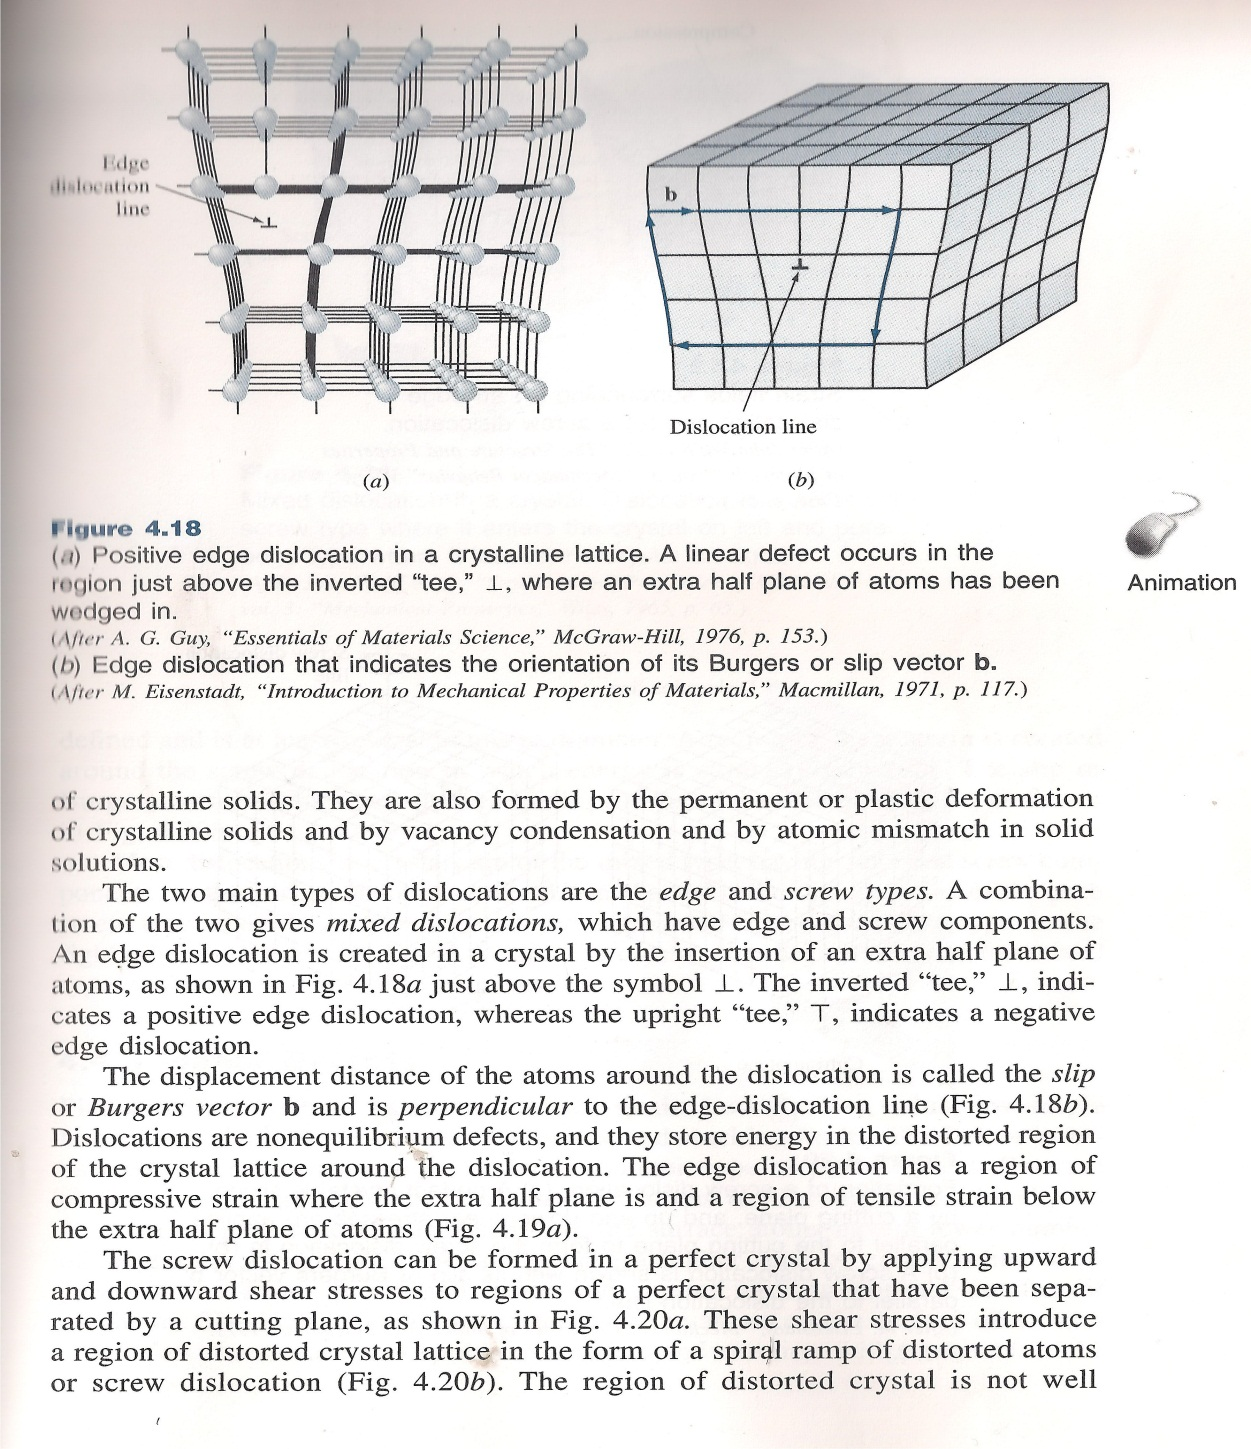 Edge
dislocation
line
b
Dislocation line
(a)
(b)
Figure 4.18
(a) Positive edge dislocation in a crystalline lattice. A linear defect occurs in the
region just above the inverted “tee,” ⊥, where an extra half plane of atoms has been
wedged in.
(After A. G. Guy, “Essentials of Materials Science,” McGraw-Hill, 1976, p. 153.)
(b) Edge dislocation that indicates the orientation of its Burgers or slip vector b.
(After M. Eisenstadt, “Introduction to Mechanical Properties of Materials,” Macmillan, 1971, p. 117.)
Animation
of crystalline solids. They are also formed by the permanent or plastic deformation
of crystalline solids and by vacancy condensation and by atomic mismatch in solid
solutions.
The two main types of dislocations are the edge and screw types. A combina-
tion of the two gives mixed dislocations, which have edge and screw components.
An edge dislocation is created in a crystal by the insertion of an extra half plane of
atoms, as shown in Fig. 4.18a just above the symbol ⊥. The inverted “tee,” ⊥, indi-
cates a positive edge dislocation, whereas the upright “tee,” ⊤, indicates a negative
edge dislocation.
The displacement distance of the atoms around the dislocation is called the slip
or Burgers vector b and is perpendicular to the edge-dislocation line (Fig. 4.18b).
Dislocations are nonequilibrium defects, and they store energy in the distorted region
of the crystal lattice around the dislocation. The edge dislocation has a region of
compressive strain where the extra half plane is and a region of tensile strain below
the extra half plane of atoms (Fig. 4.19a).
The screw dislocation can be formed in a perfect crystal by applying upward
and downward shear stresses to regions of a perfect crystal that have been sepa-
rated by a cutting plane, as shown in Fig. 4.20a. These shear stresses introduce
a region of distorted crystal lattice in the form of a spiral ramp of distorted atoms
or screw dislocation (Fig. 4.20b). The region of distorted crystal is not well